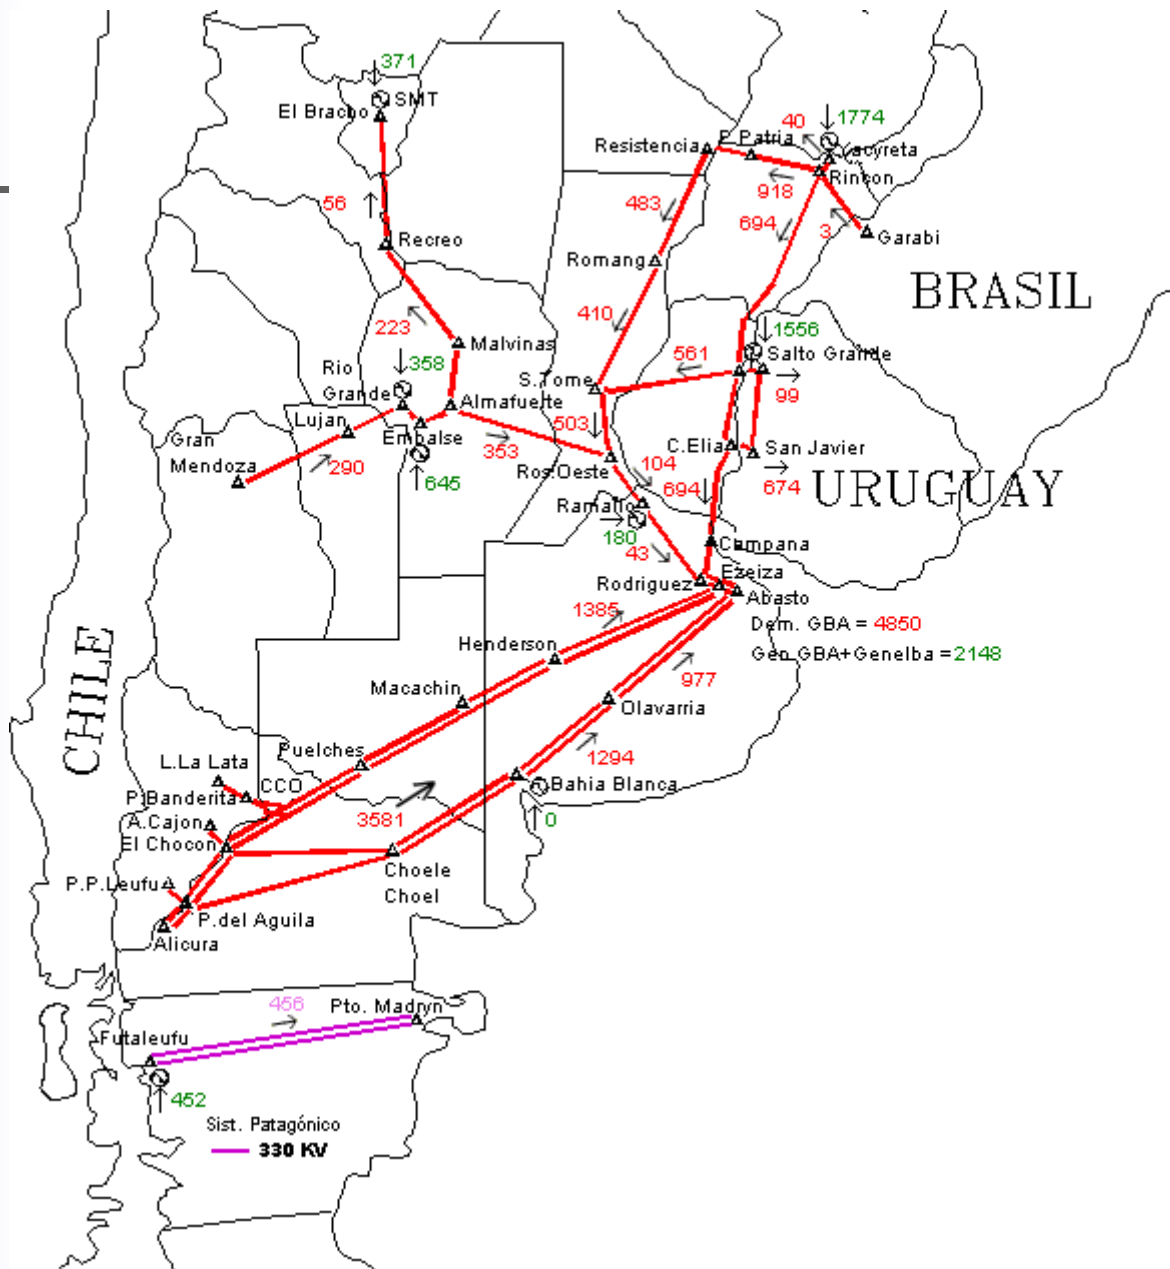 371
SMT
El Bracho
56
Recreo
223
Malvinas
358
Rio
Grande
Almafuerte
Lujan
Embalse
Gran
Mendoza
290
645
353
Resistencia
P.Patria
40
1774
Yacyreta
Rincon
918
483
694
3
Garabi
Romang
BRASIL
410
1556
561
Salto Grande
S.Tome
99
503
C.Elia
San Javier
Ros.Oeste
104
694
674
URUGUAY
Ramallo
180
43
Campana
Rodriguez
Ezeiza
Abasto
1385
Dem. GBA = 4850
Henderson
Gen GBA+Genelba =2148
CHILE
Macachin
977
Olavarria
Puelches
1294
L.La Lata
CCO
P.Banderita
Bahia Blanca
A.Cajon
3581
0
El Chocon
Choele
Choel
P.P.Leufu
P.del Aguila
Alicura
456
Pto. Madryn
Futaleufu
452
Sist. Patagónico
330 KV